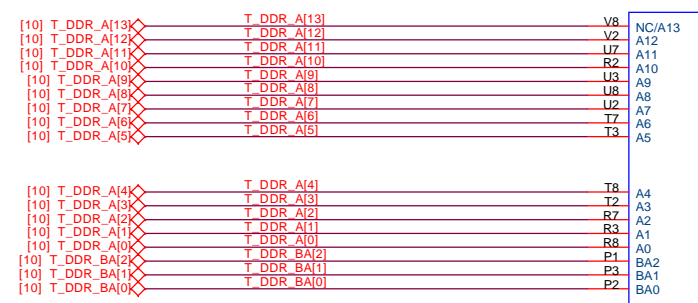 [10] T_DDR_A[13] T_DDR_A[13] V8 NC/A13
[10] T_DDR_A[12] T_DDR_A[12] V2 A12
[10] T_DDR_A[11] T_DDR_A[11] U7 A11
[10] T_DDR_A[10] T_DDR_A[10] R2 A10
[10] T_DDR_A[9] T_DDR_A[9] U3 A9
[10] T_DDR_A[8] T_DDR_A[8] U8 A8
[10] T_DDR_A[7] T_DDR_A[7] U2 A7
[10] T_DDR_A[6] T_DDR_A[6] T7 A6
[10] T_DDR_A[5] T_DDR_A[5] T3 A5
[10] T_DDR_A[4] T_DDR_A[4] T8 A4
[10] T_DDR_A[3] T_DDR_A[3] T2 A3
[10] T_DDR_A[2] T_DDR_A[2] R7 A2
[10] T_DDR_A[1] T_DDR_A[1] R3 A1
[10] T_DDR_A[0] T_DDR_A[0] R8 A0
[10] T_DDR_BA[2] T_DDR_BA[2] P1 BA2
[10] T_DDR_BA[1] T_DDR_BA[1] P3 BA1
[10] T_DDR_BA[0] T_DDR_BA[0] P2 BA0